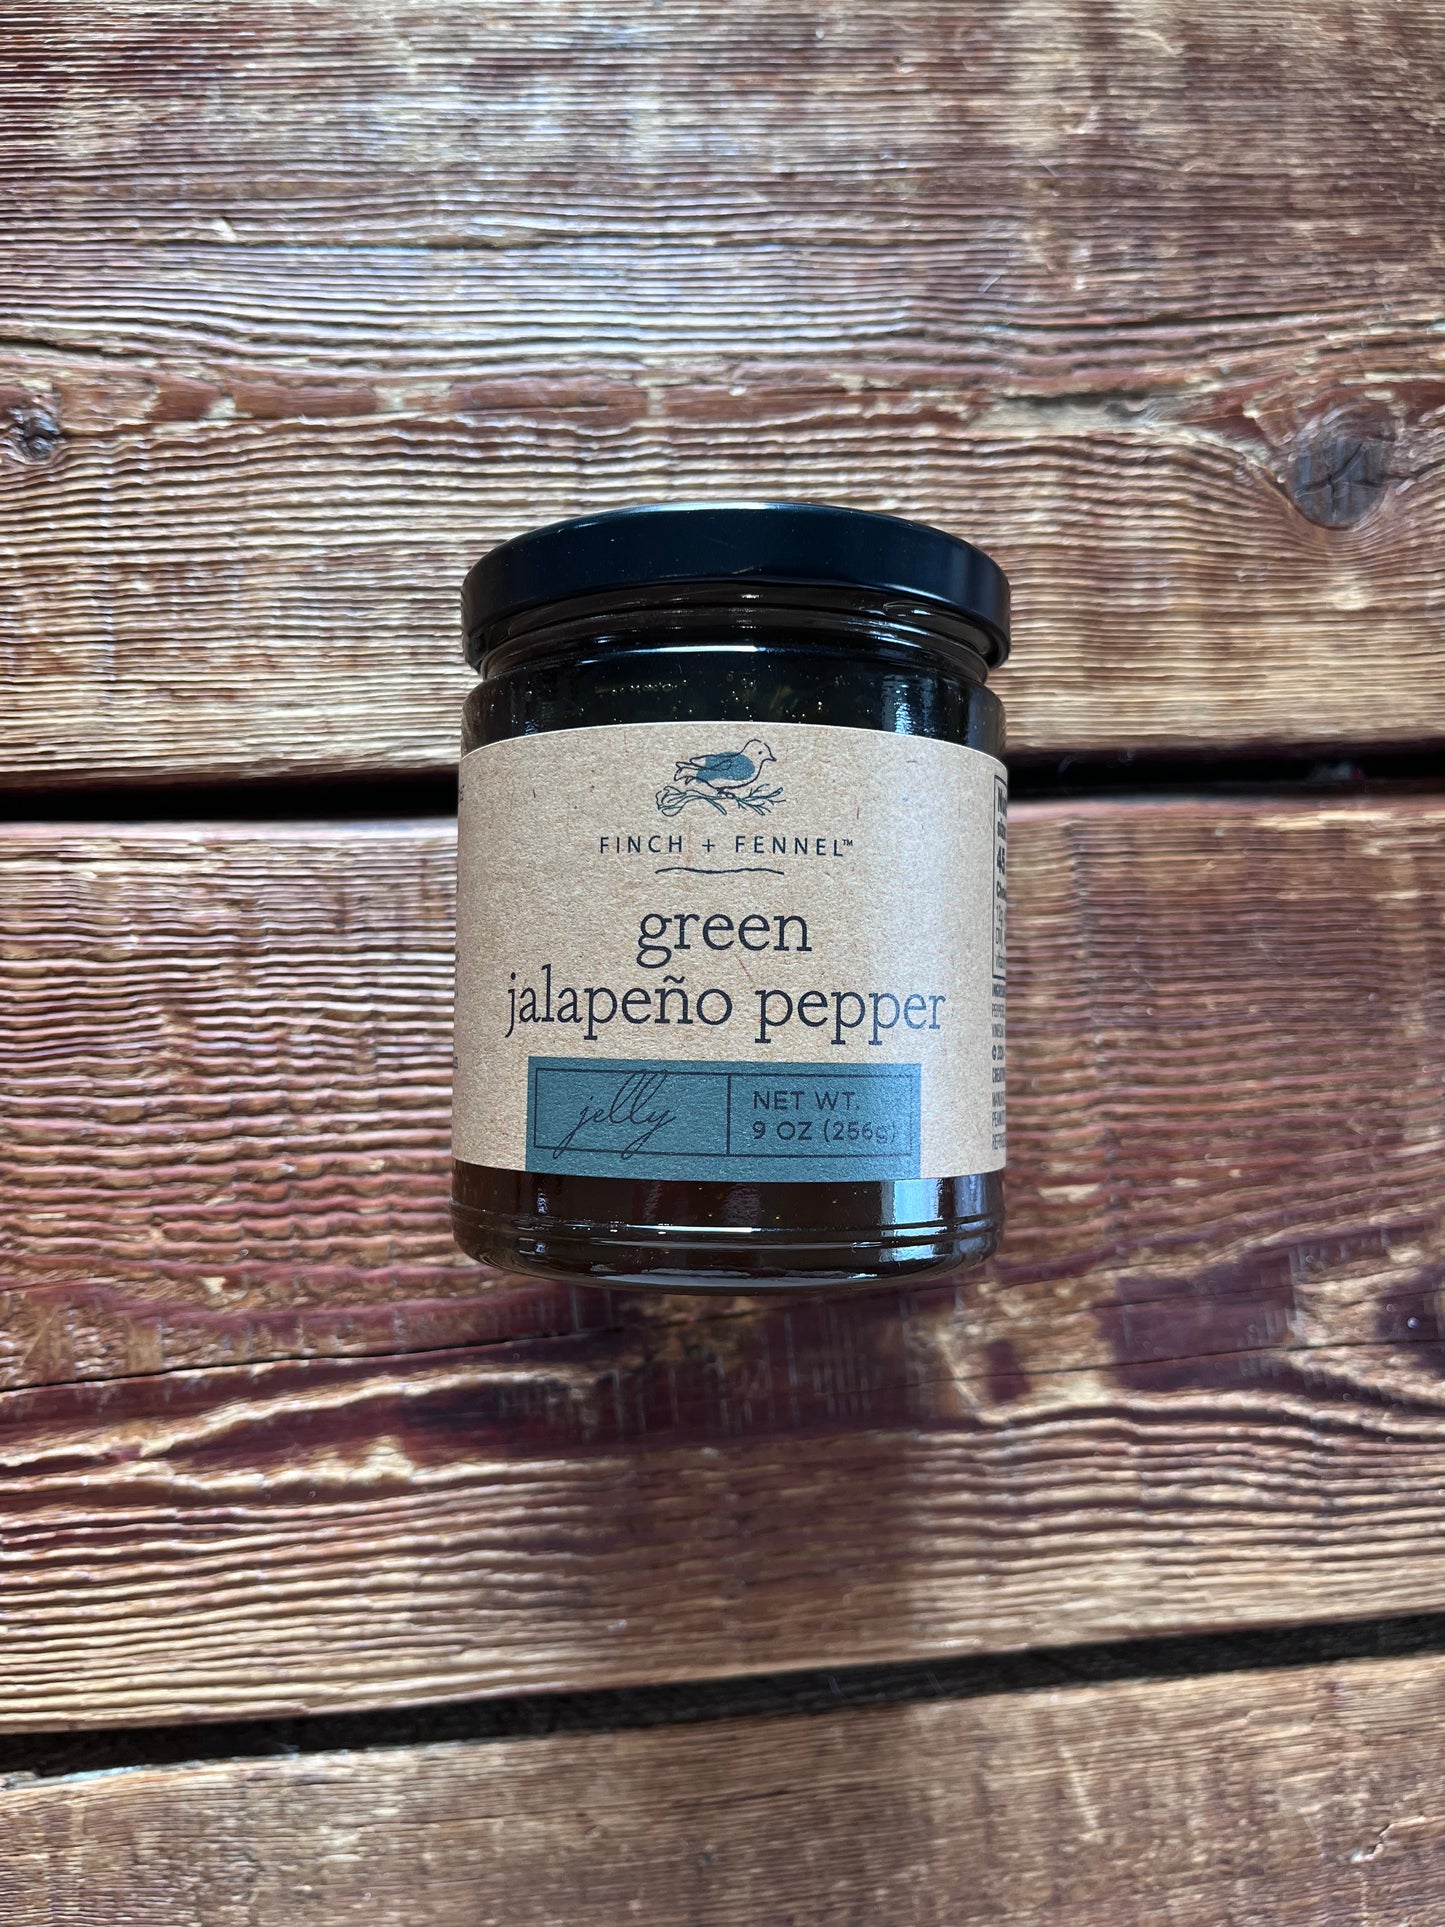 FINCH + FENNEL™
green
jalapeño pepper
jelly
NET WT.
9 OZ (256g)